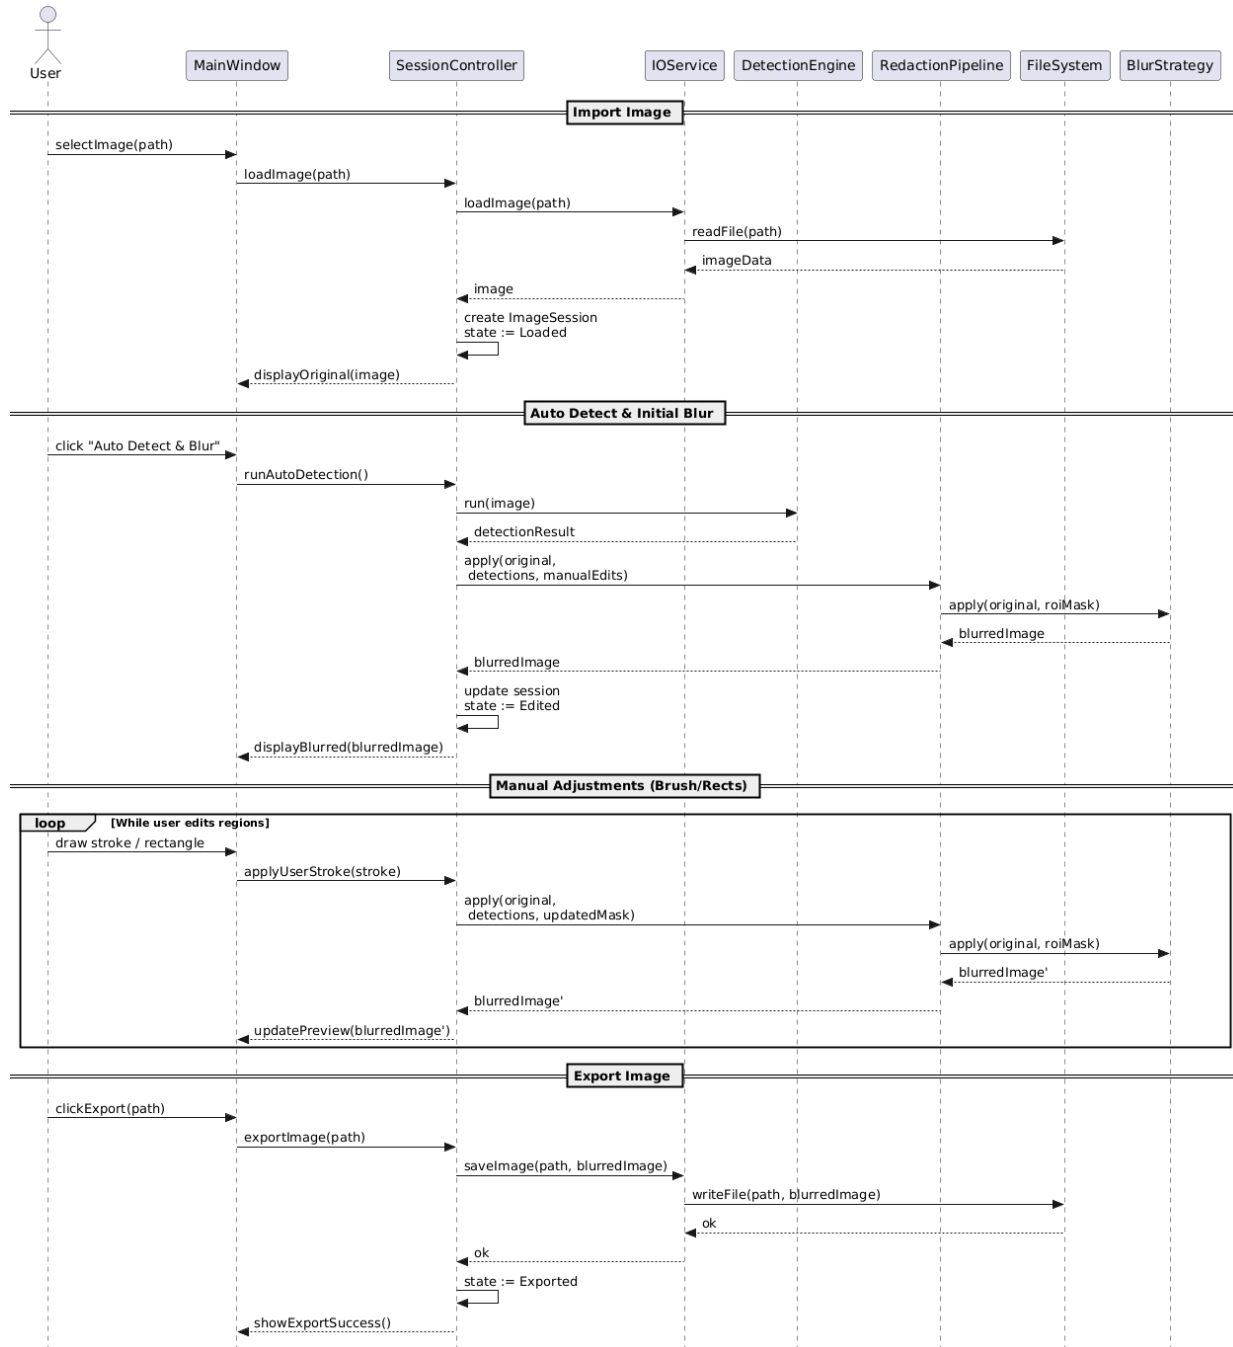 User
MainWindow
SessionController
IOService
DetectionEngine
RedactionPipeline
FileSystem
BlurStrategy
Import Image
selectImage(path)
loadImage(path)
loadImage(path)
readFile(path)
imageData
image
create ImageSession
state := Loaded
displayOriginal(image)
Auto Detect & Initial Blur
click "Auto Detect & Blur"
runAutoDetection()
run(image)
detectionResult
apply(original,
detections, manualEdits)
apply(original, roiMask)
blurredImage
blurredImage
update session
state := Edited
displayBlurred(blurredImage)
Manual Adjustments (Brush/Rects)
loop [While user edits regions]
draw stroke / rectangle
applyUserStroke(stroke)
apply(original,
detections, updatedMask)
apply(original, roiMask)
blurredImage'
blurredImage'
updatePreview(blurredImage')
Export Image
clickExport(path)
exportImage(path)
saveImage(path, blurredImage)
writeFile(path, blurredImage)
ok
ok
state := Exported
showExportSuccess()